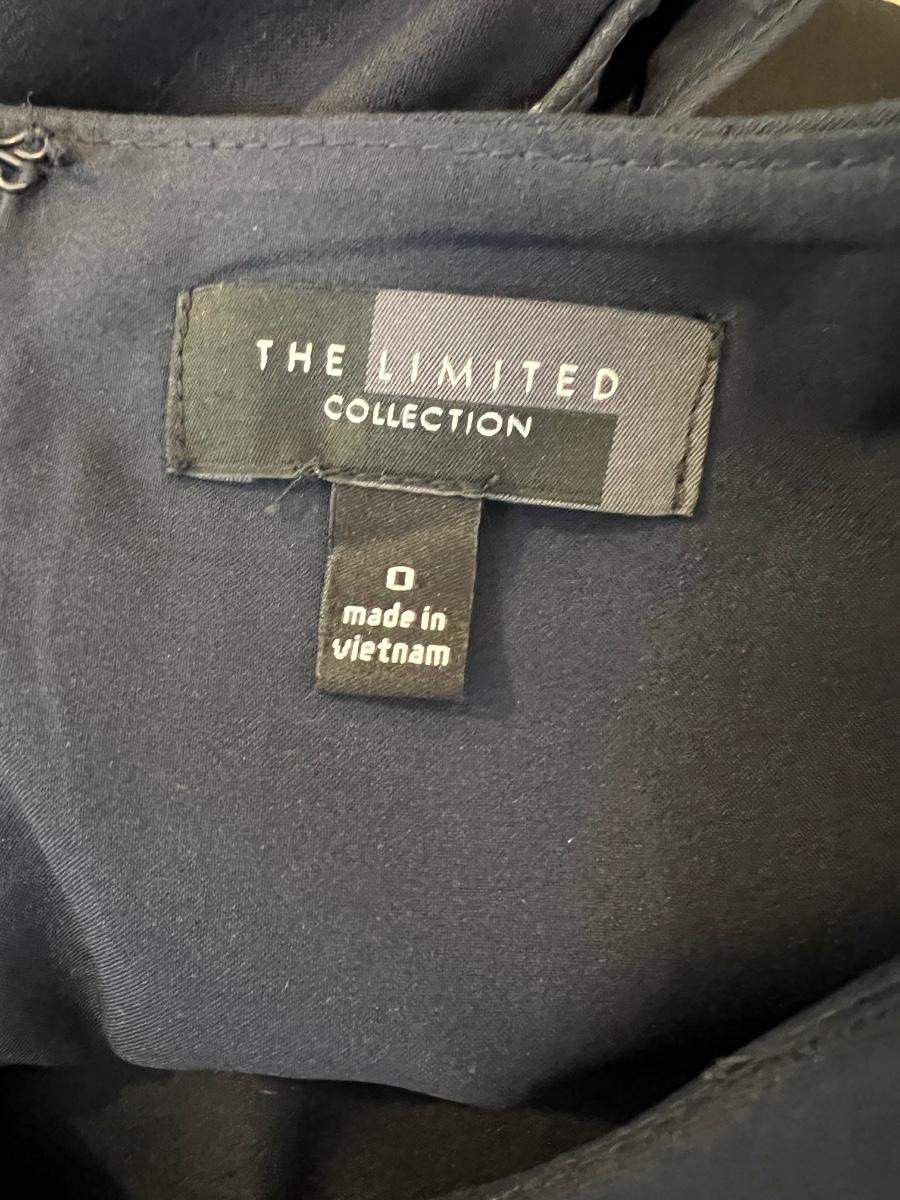 THE LIMITED
COLLECTION
0
made in
vietnam